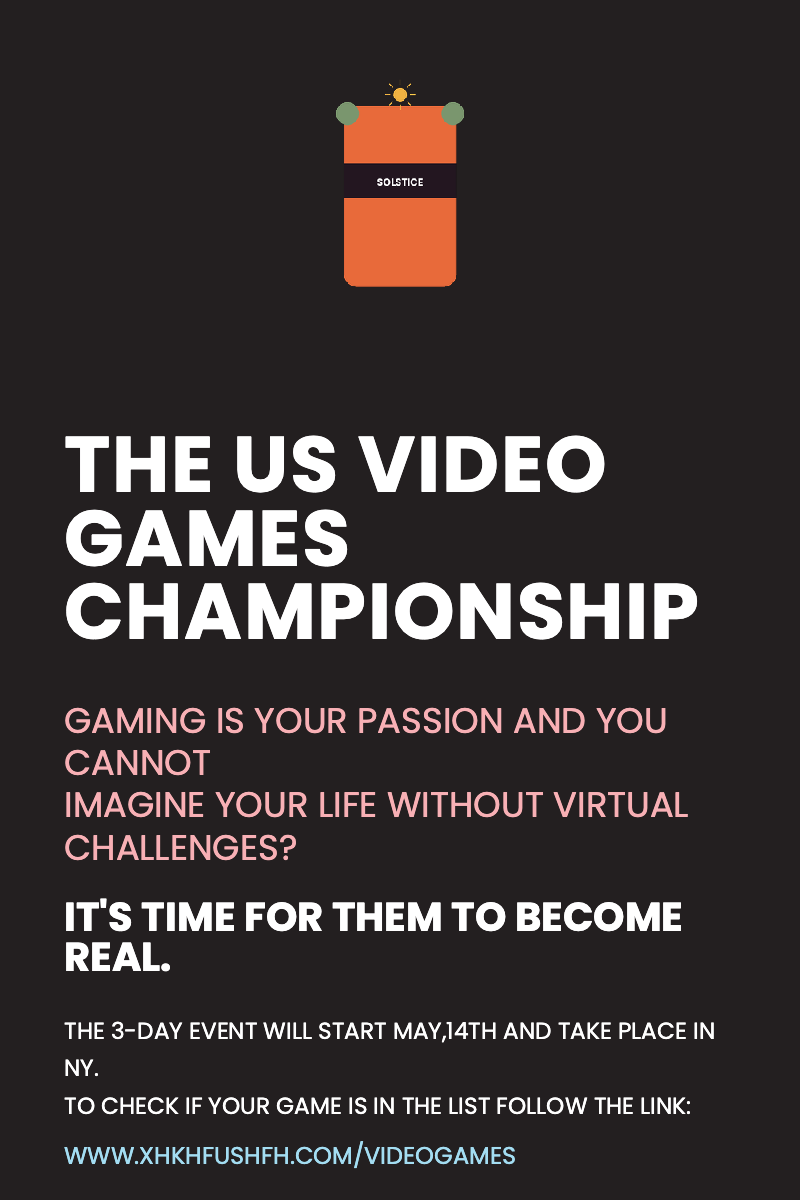 SOLSTICE
THE US VIDEO
GAMES
CHAMPIONSHIP
GAMING IS YOUR PASSION AND YOU
CANNOT
IMAGINE YOUR LIFE WITHOUT VIRTUAL
CHALLENGES?
IT'S TIME FOR THEM TO BECOME
REAL.
THE 3-DAY EVENT WILL START MAY,14TH AND TAKE PLACE IN
NY.
TO CHECK IF YOUR GAME IS IN THE LIST FOLLOW THE LINK:
WWW.XHKHFUSHFH.COM/VIDEOGAMES